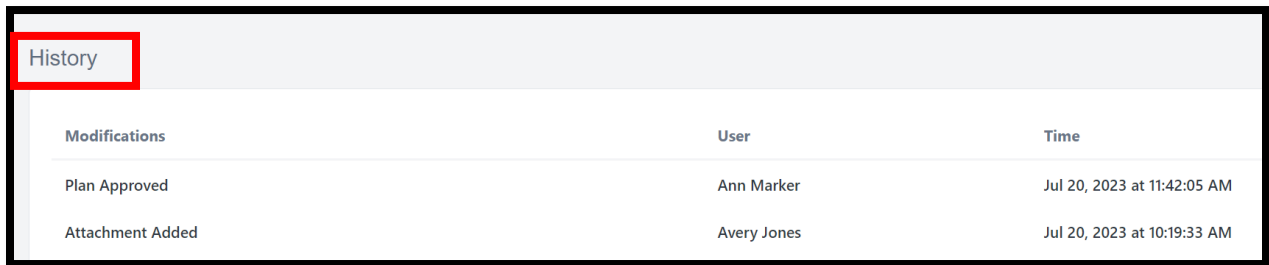 History
Modifications User Time
Plan Approved Ann Marker Jul 20, 2023 at 11:42:05 AM
Attachment Added Avery Jones Jul 20, 2023 at 10:19:33 AM